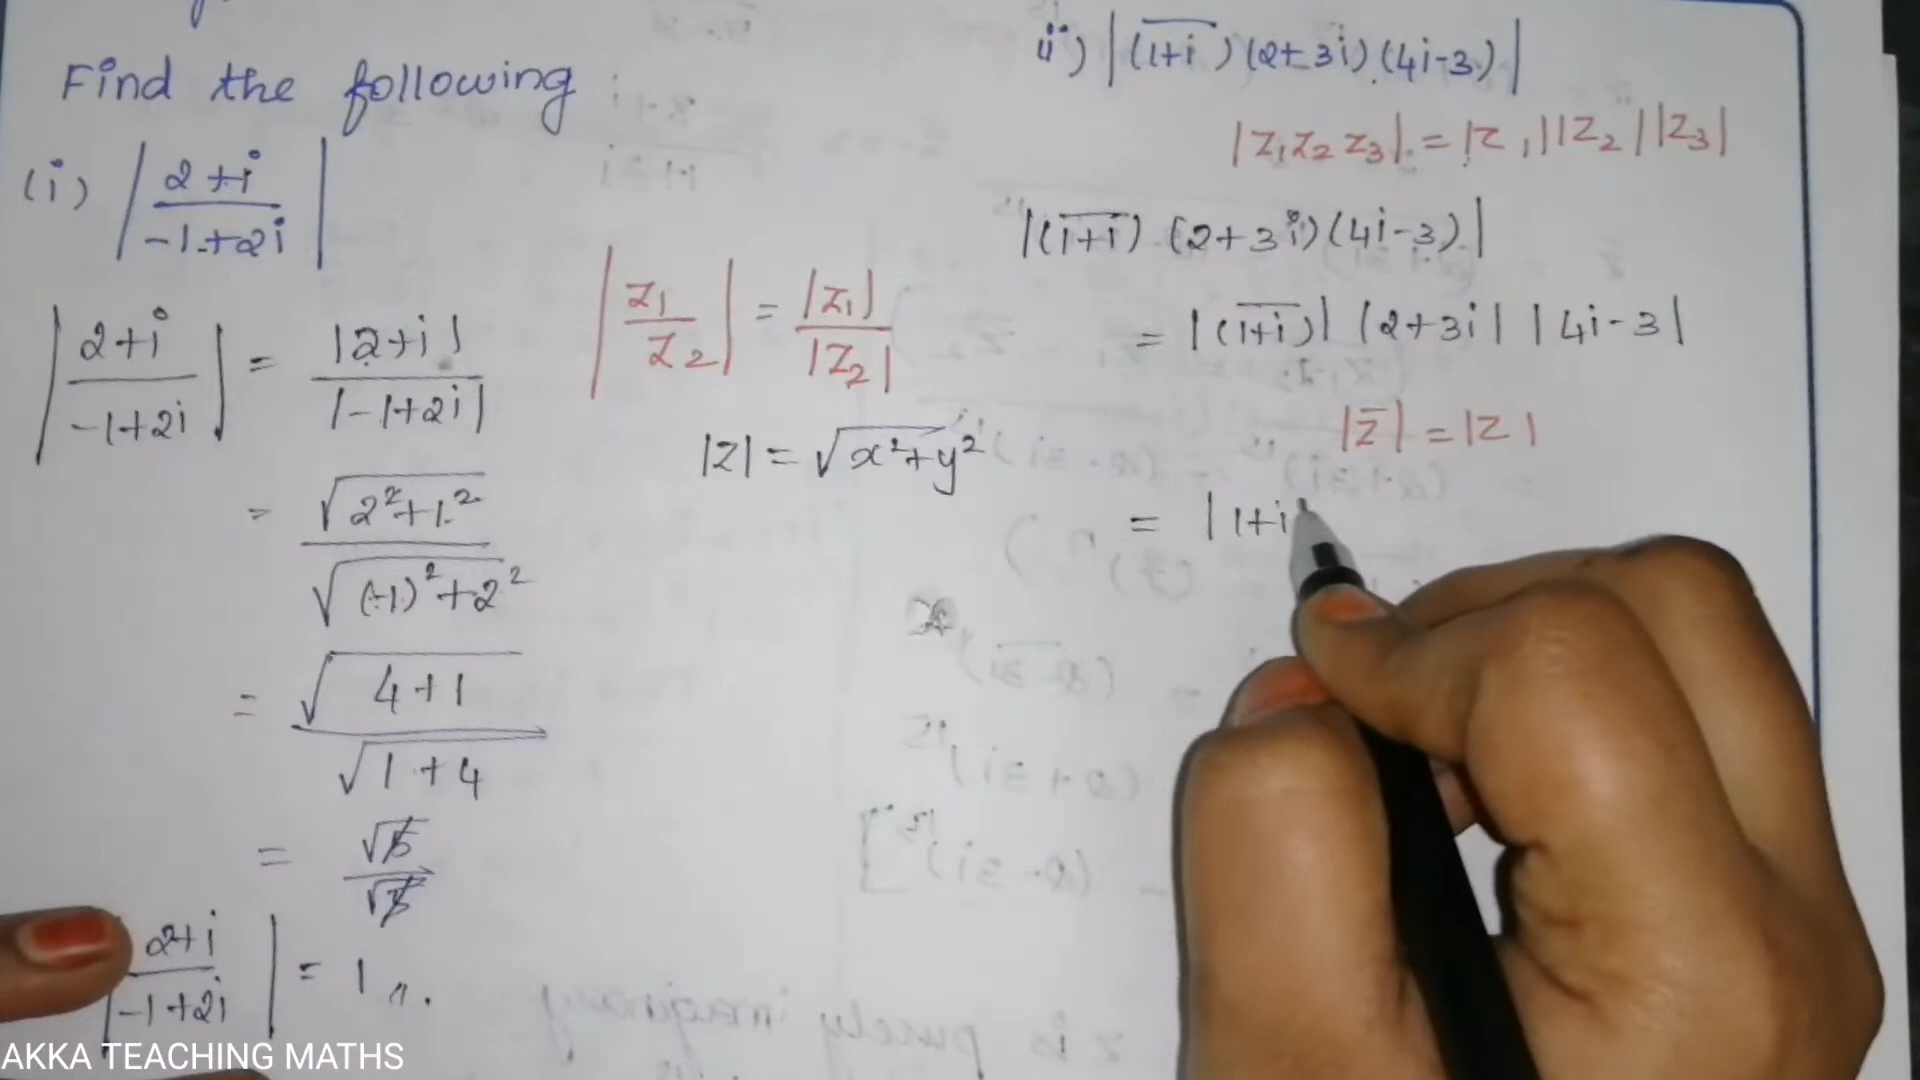 Find the following
(i) |2+i / -1+2i|
|2+i / -1+2i| = |2+i| / |-1+2i|
= √2²+1² / √(-1)²+2²
= √4+1 / √1+4
= √5 / √5
|2+i / -1+2i| = 1 //.
|z₁ / z₂| = |z₁| / |z₂|
|z| = √x²+y²
ii) |(\overline{1+i})(2+3i)(4i-3)|
|z₁z₂z₃| = |z₁||z₂||z₃|
|(\overline{1+i})(2+3i)(4i-3)|
= |(\overline{1+i})| |2+3i| |4i-3|
|z̄| = |z|
= |1+i
AKKA TEACHING MATHS